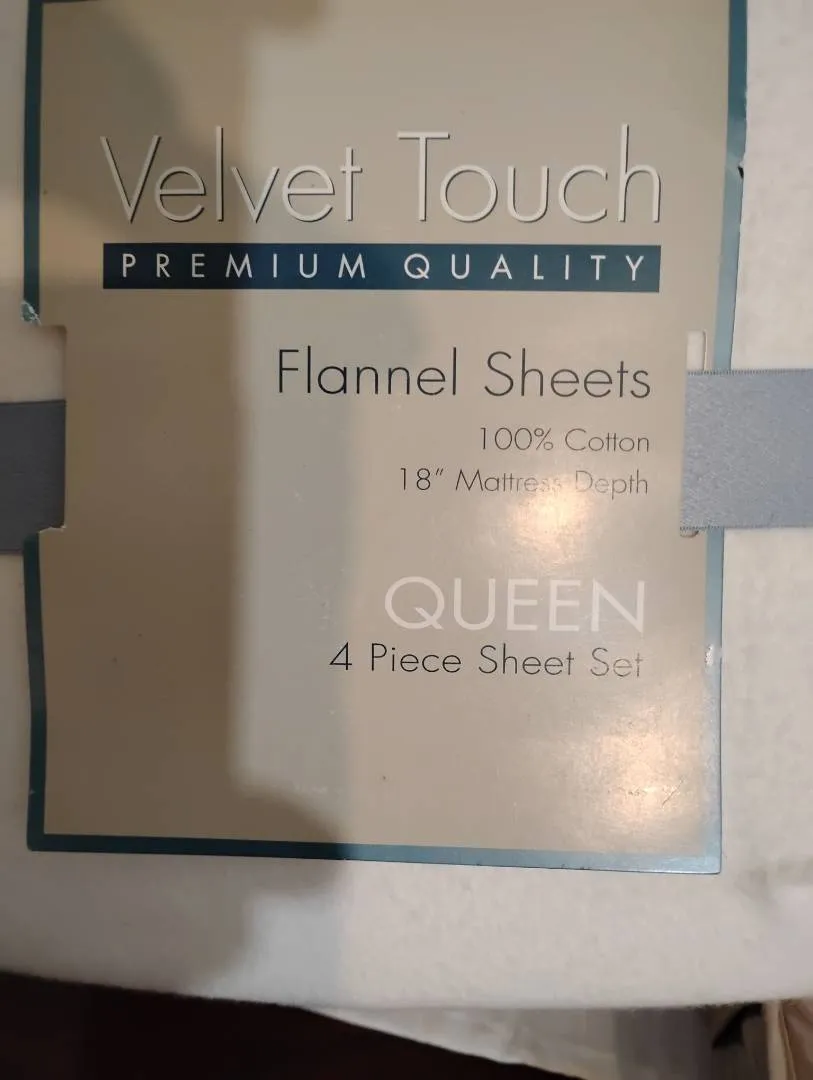 Velvet Touch
PREMIUM QUALITY
Flannel Sheets
100% Cotton
18" Mattress Depth
QUEEN
4 Piece Sheet Set